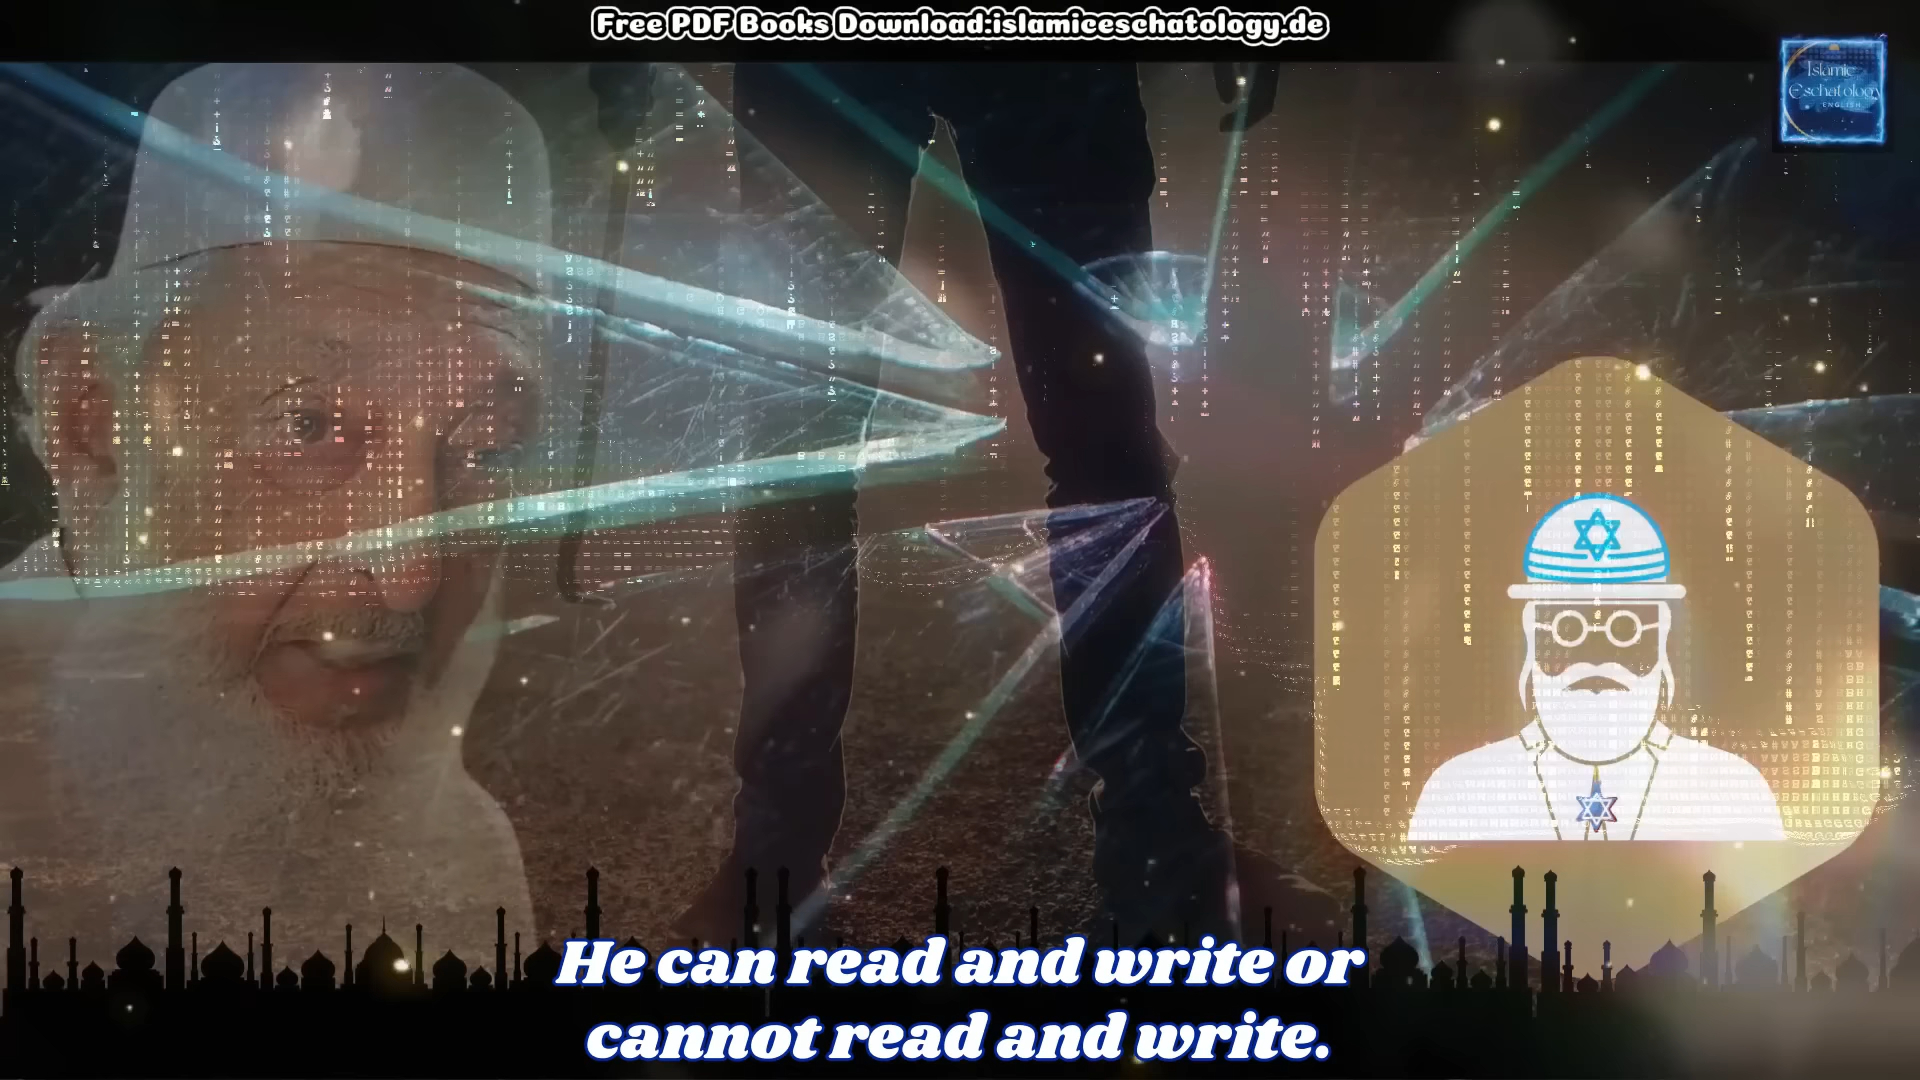 Free PDF Books Download:islamiceschatology.de
Islamic
Eschatology
ENGLISH
He can read and write or
cannot read and write.